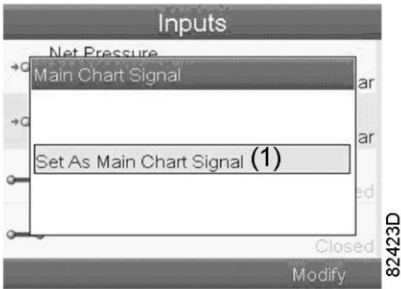 Inputs
Net Pressure
Main Chart Signal
ar
ar
Set As Main Chart Signal (1)
ed
Closed
Modify
82423D